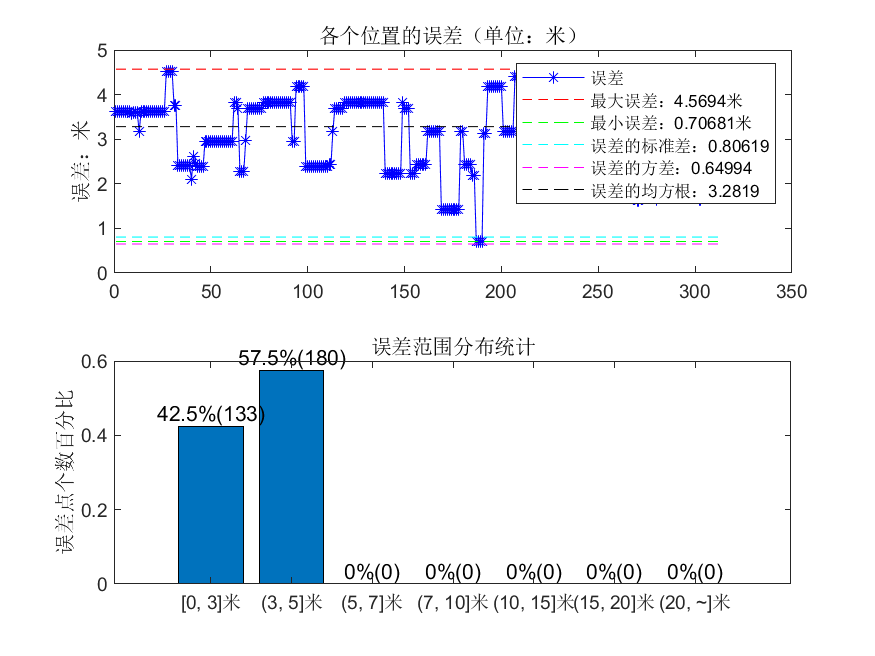 各个位置的误差（单位：米）
误差：米
5
4
3
2
1
0
0 50 100 150 200 250 300 350
误差
最大误差：4.5694米
最小误差：0.70681米
误差的标准差：0.80619
误差的方差：0.64994
误差的均方根：3.2819
误差范围分布统计
误差点个数百分比
0.6
0.4
0.2
0
57.5%(180)
42.5%(133)
0%(0) 0%(0) 0%(0) 0%(0) 0%(0)
[0, 3]米 (3, 5]米 (5, 7]米 (7, 10]米 (10, 15]米 (15, 20]米 (20, ~]米